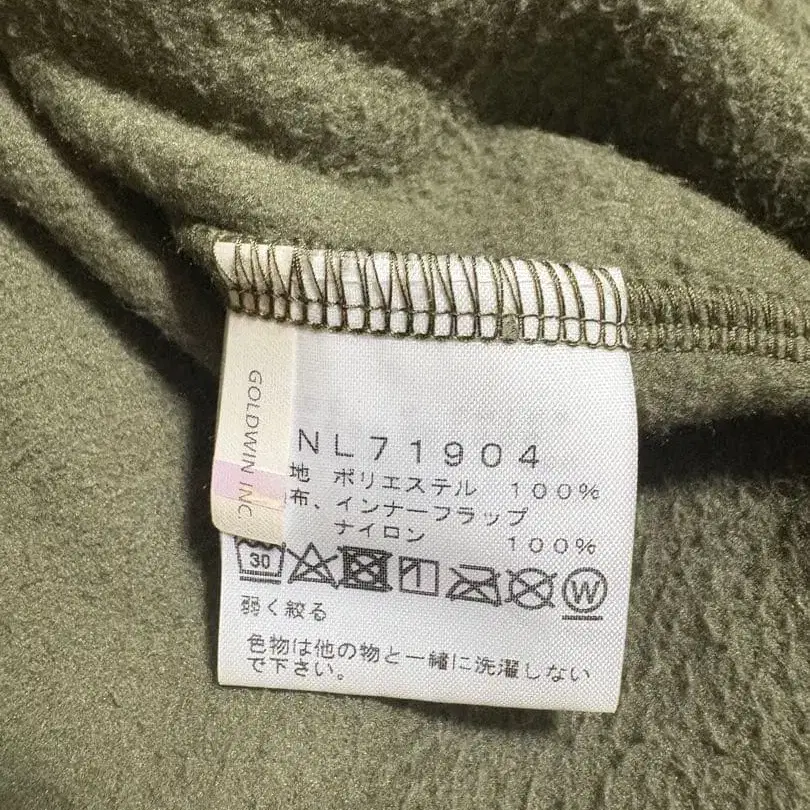 GOLDWIN INC
NL71904
地 ポリエステル 100%
布、インナーフラップ
ナイロン 100%
30
W
弱く絞る
色物は他の物と一緒に洗濯しない
で下さい。